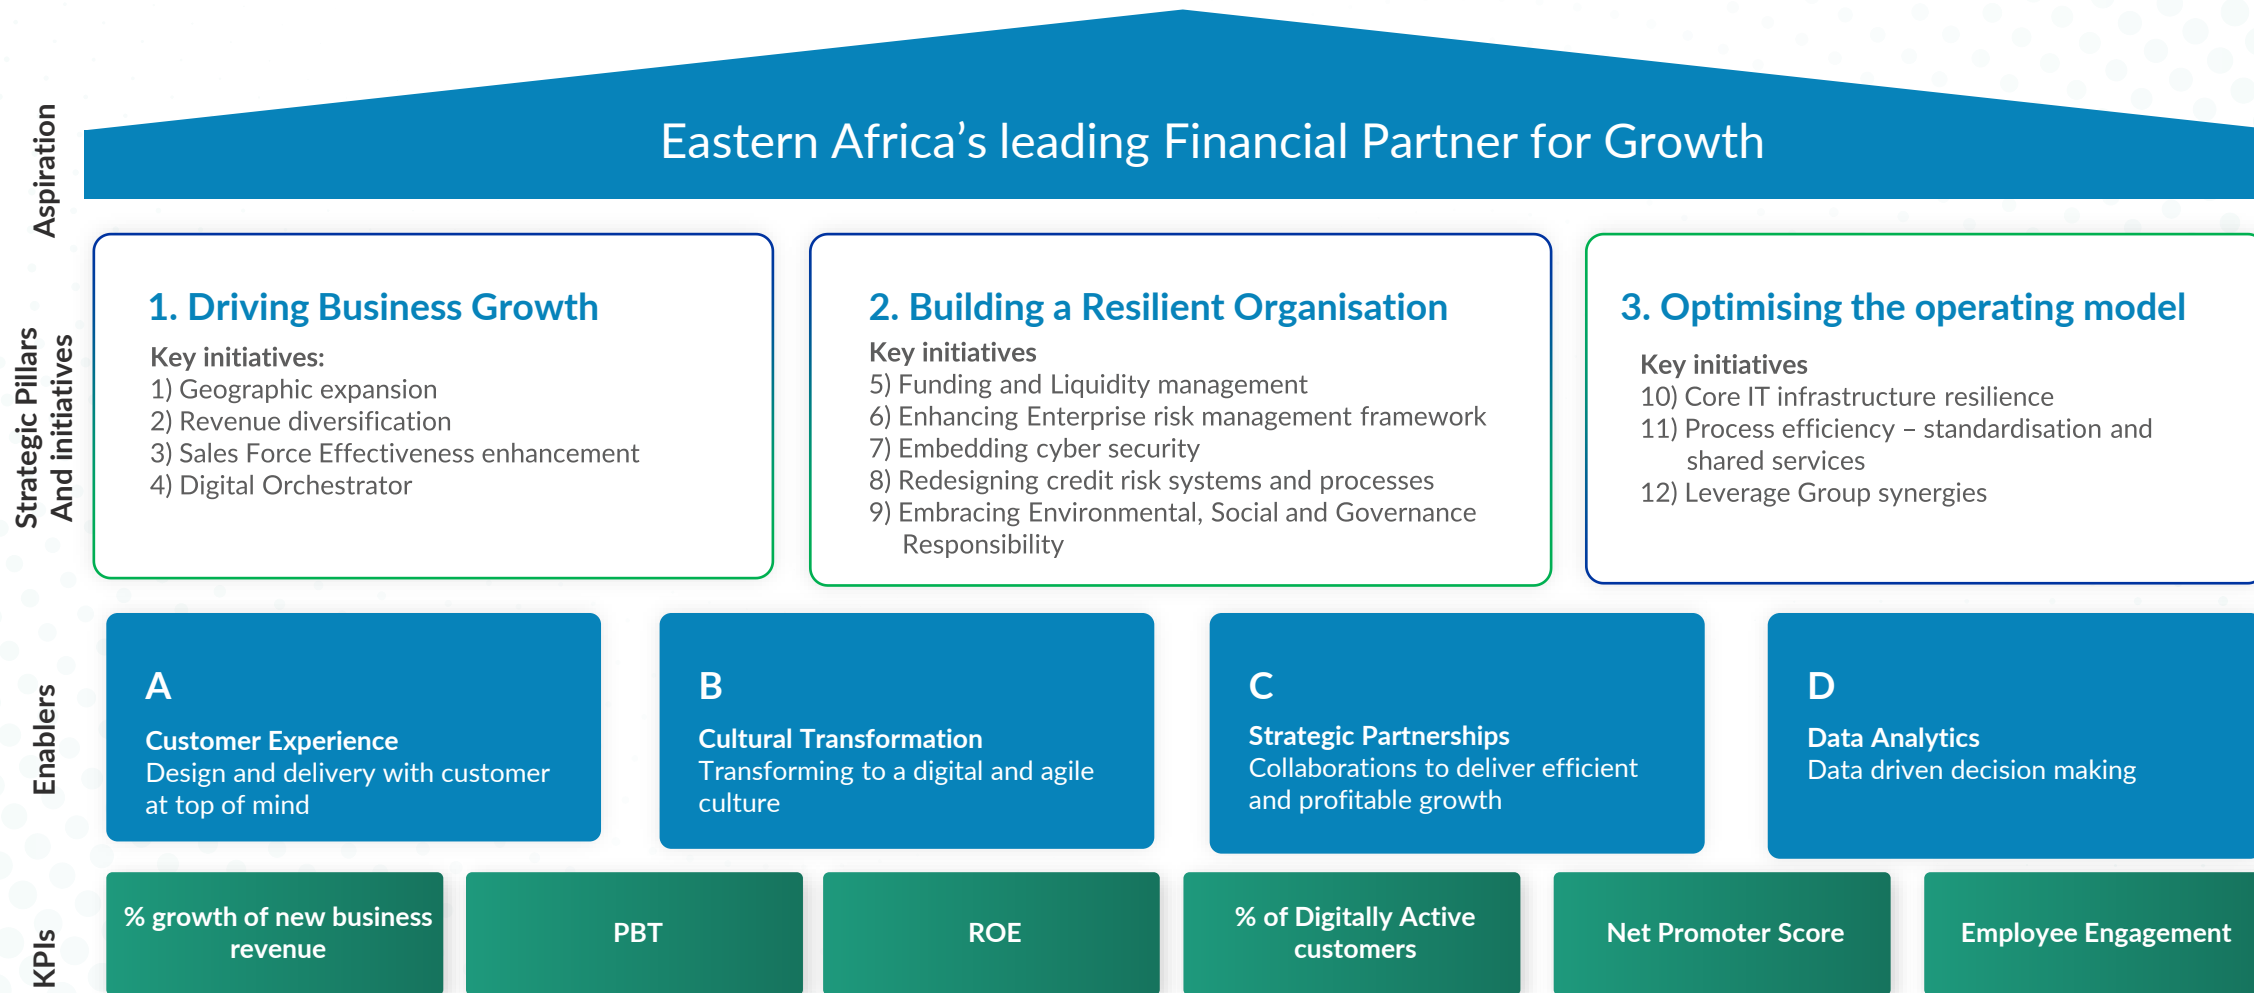 Aspiration
Eastern Africa’s leading Financial Partner for Growth
Strategic Pillars
And initiatives
1. Driving Business Growth
Key initiatives:
1) Geographic expansion
2) Revenue diversification
3) Sales Force Effectiveness enhancement
4) Digital Orchestrator
2. Building a Resilient Organisation
Key initiatives
5) Funding and Liquidity management
6) Enhancing Enterprise risk management framework
7) Embedding cyber security
8) Redesigning credit risk systems and processes
9) Embracing Environmental, Social and Governance
Responsibility
3. Optimising the operating model
Key initiatives
10) Core IT infrastructure resilience
11) Process efficiency – standardisation and
shared services
12) Leverage Group synergies
Enablers
A
Customer Experience
Design and delivery with customer
at top of mind
B
Cultural Transformation
Transforming to a digital and agile
culture
C
Strategic Partnerships
Collaborations to deliver efficient
and profitable growth
D
Data Analytics
Data driven decision making
KPIs
% growth of new business
revenue
PBT
ROE
% of Digitally Active
customers
Net Promoter Score
Employee Engagement